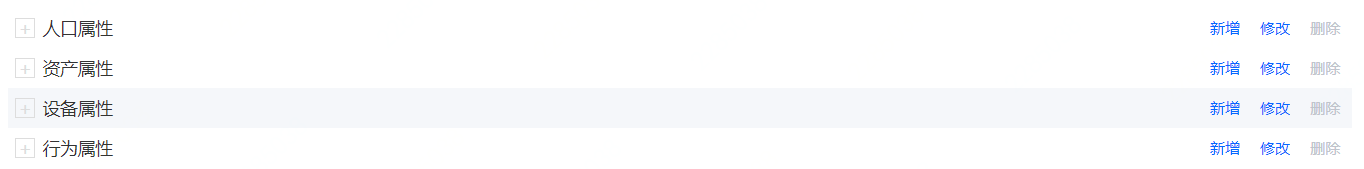 人口属性 新增 修改 删除
资产属性 新增 修改 删除
设备属性 新增 修改 删除
行为属性 新增 修改 删除